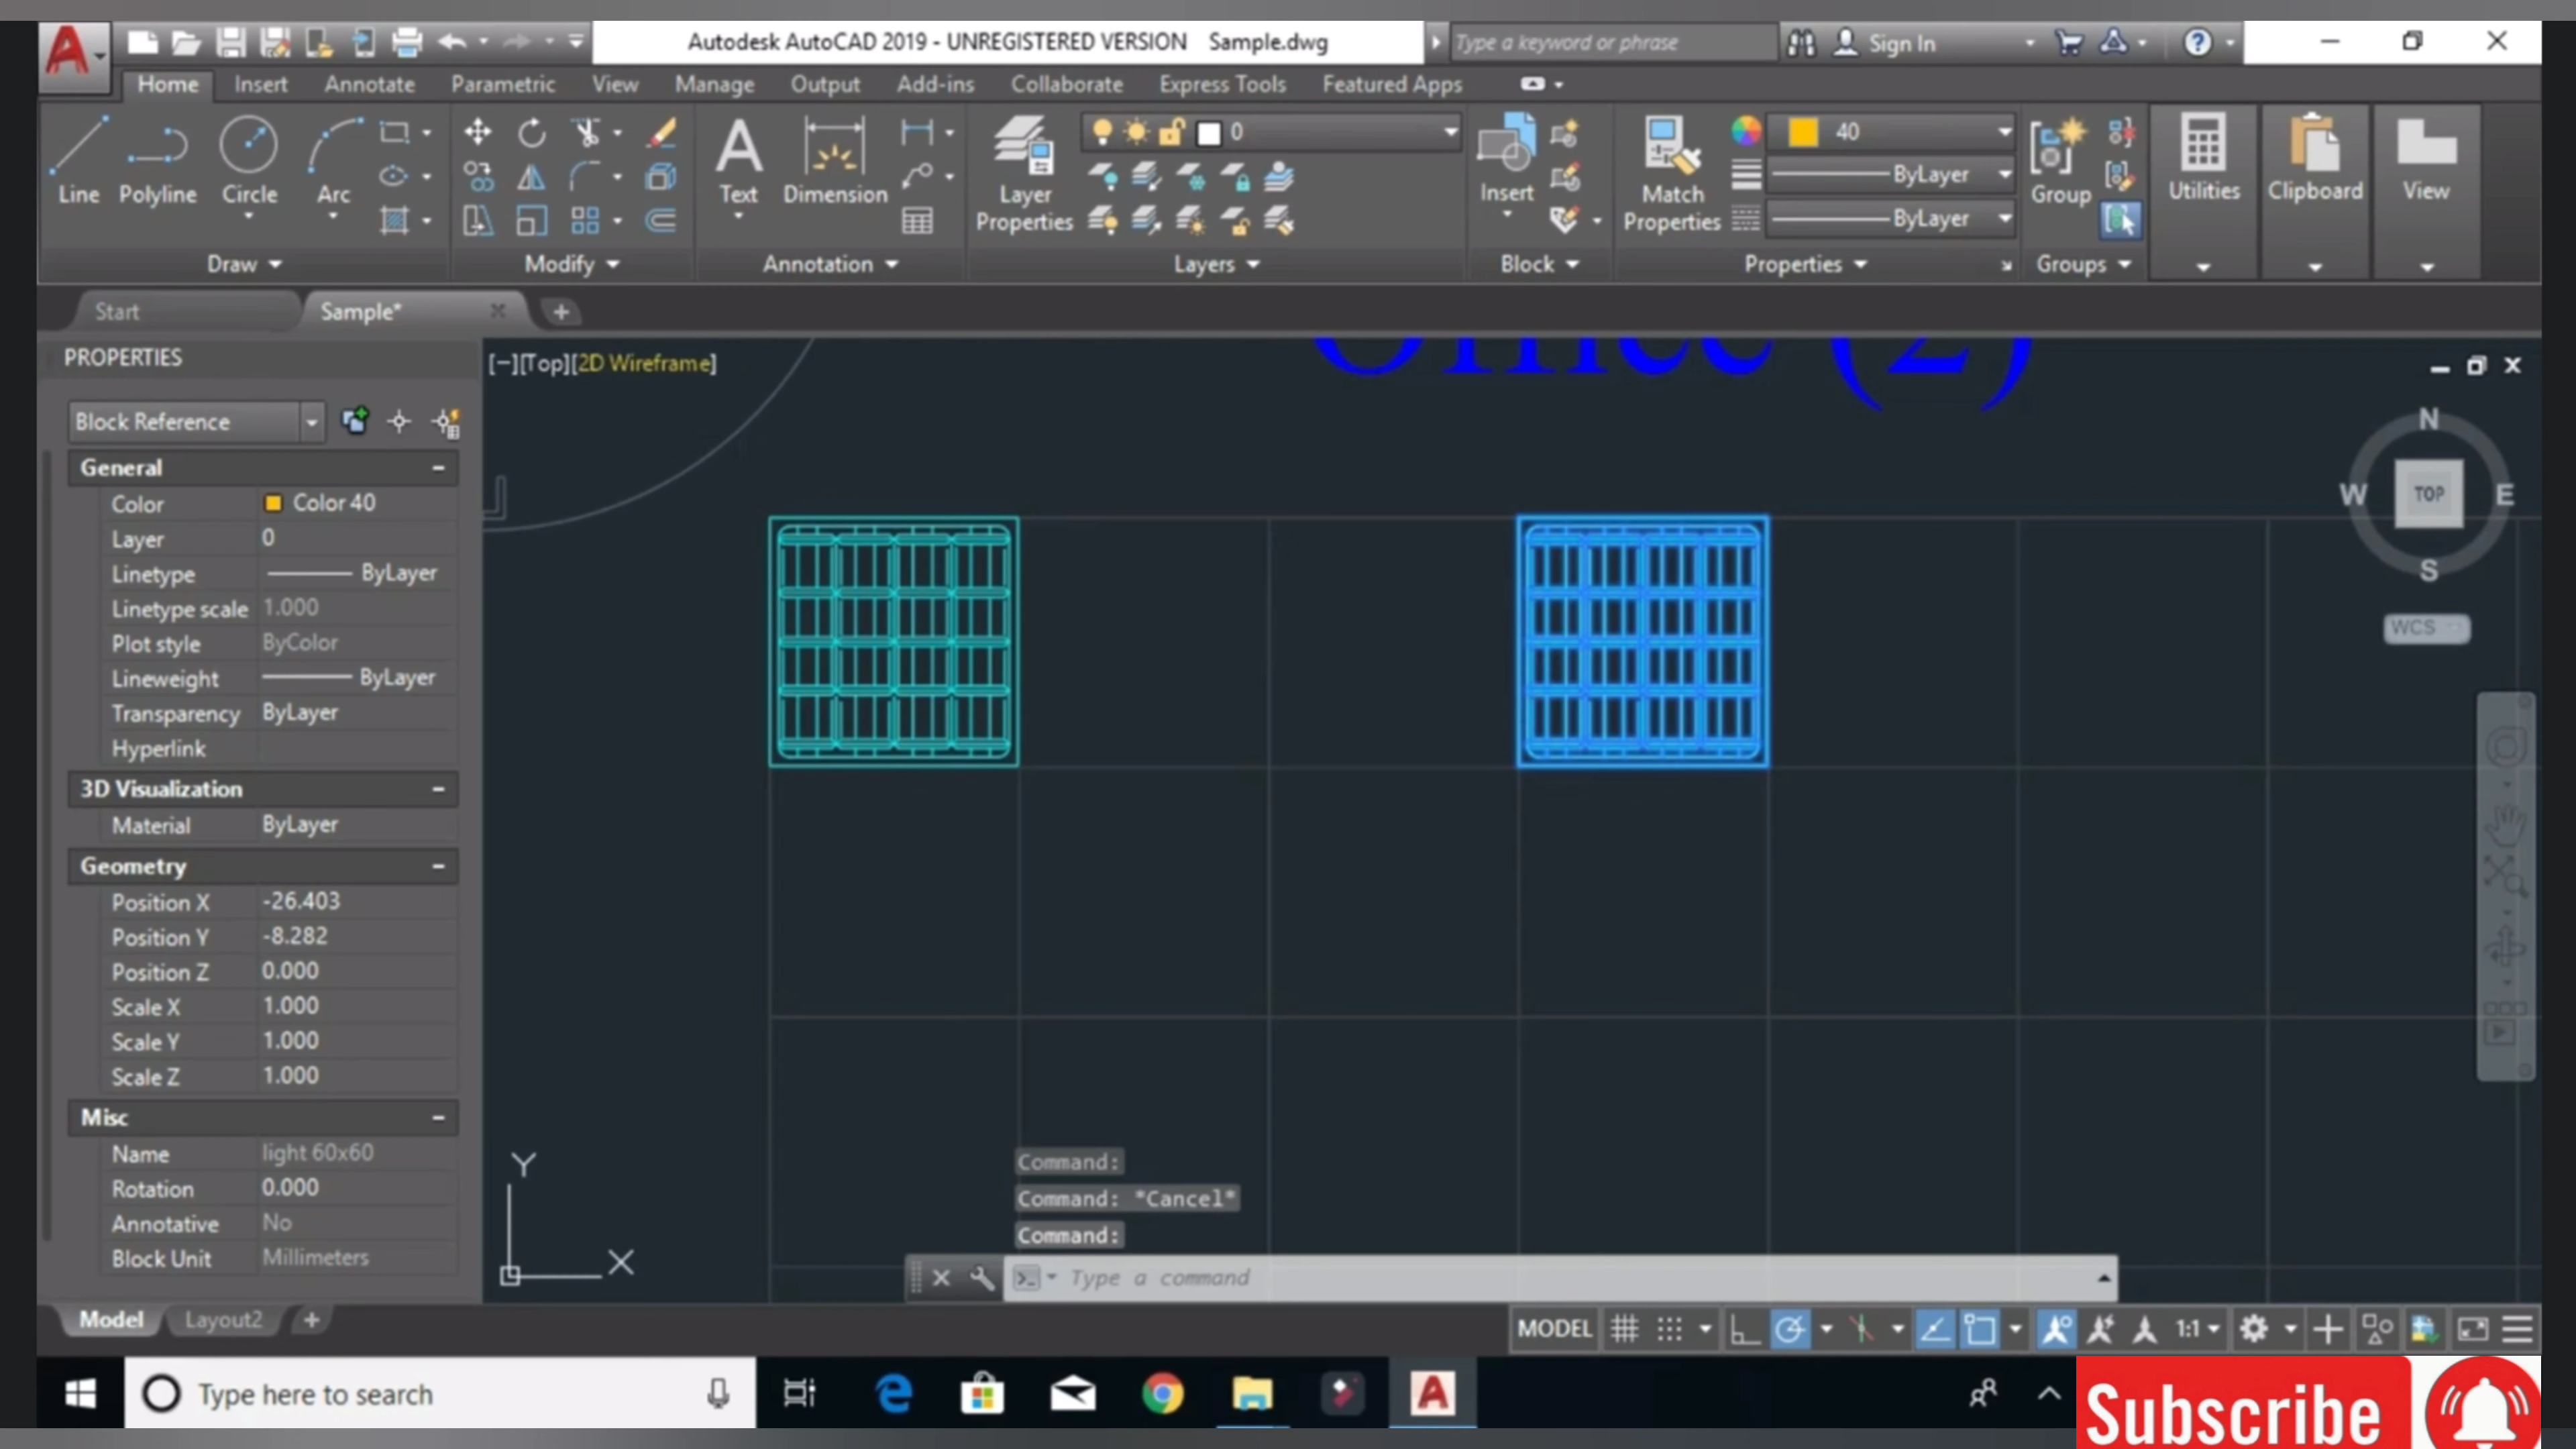 Autodesk AutoCAD 2019 - UNREGISTERED VERSION Sample.dwg
Type a keyword or phrase
Sign In
Home Insert Annotate Parametric View Manage Output Add-ins Collaborate Express Tools Featured Apps
Line Polyline Circle Arc
Text Dimension
Layer Properties
0
Insert
Match Properties
40
ByLayer
ByLayer
Group
Utilities Clipboard View
Draw Modify Annotation Layers Block Properties Groups
Start Sample*
PROPERTIES
Block Reference
General
Color Color 40
Layer 0
Linetype ByLayer
Linetype scale 1.000
Plot style ByColor
Lineweight ByLayer
Transparency ByLayer
Hyperlink
3D Visualization
Material ByLayer
Geometry
Position X -26.403
Position Y -8.282
Position Z 0.000
Scale X 1.000
Scale Y 1.000
Scale Z 1.000
Misc
Name light 60x60
Rotation 0.000
Annotative No
Block Unit Millimeters
[−][Top][2D Wireframe]
Office (2)
N
W TOP E
S
WCS
Y
X
Command:
Command: *Cancel*
Command:
Type a command
Model Layout2 +
MODEL 1:1
Type here to search
Subscribe